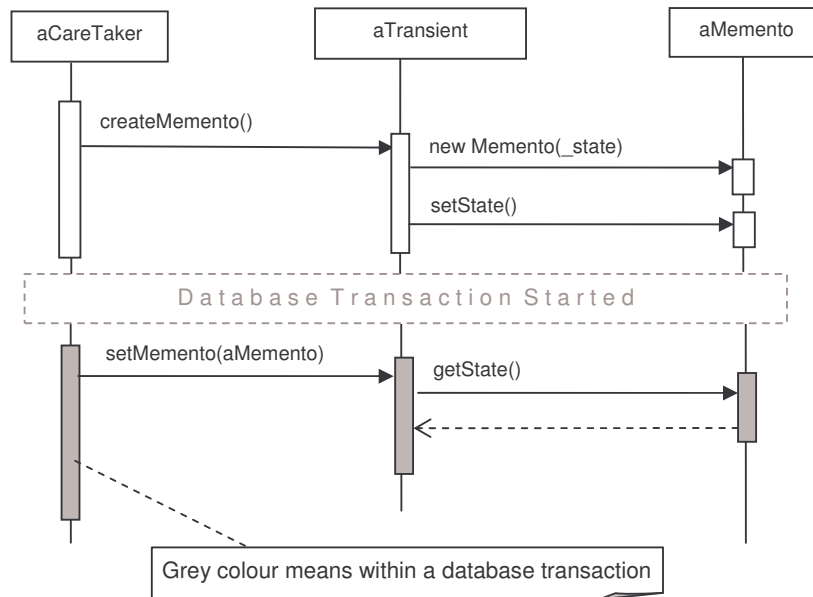 aCareTaker
aTransient
aMemento
createMemento()
new Memento(_state)
setState()
Database Transaction Started
setMemento(aMemento)
getState()
Grey colour means within a database transaction